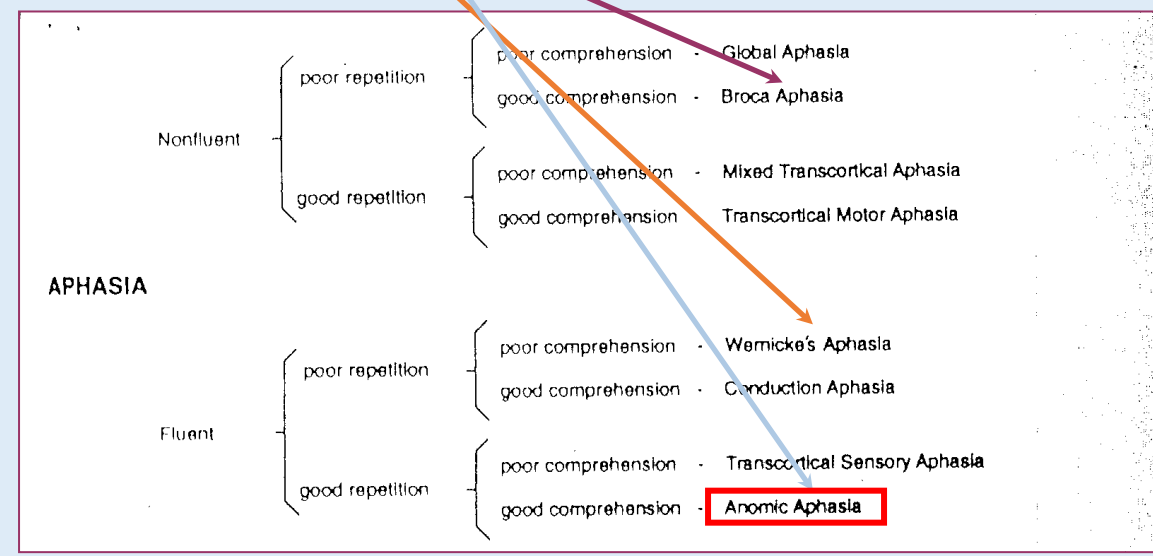 poor comprehension - Global Aphasia
poor repetition
good comprehension - Broca Aphasia
Nonfluent
poor comprehension - Mixed Transcortical Aphasia
good repetition
good comprehension Transcortical Motor Aphasia
APHASIA
poor comprehension - Wernicke's Aphasia
poor repetition
good comprehension - Conduction Aphasia
Fluent
poor comprehension - Transcortical Sensory Aphasia
good repetition
good comprehension - Anomic Aphasia